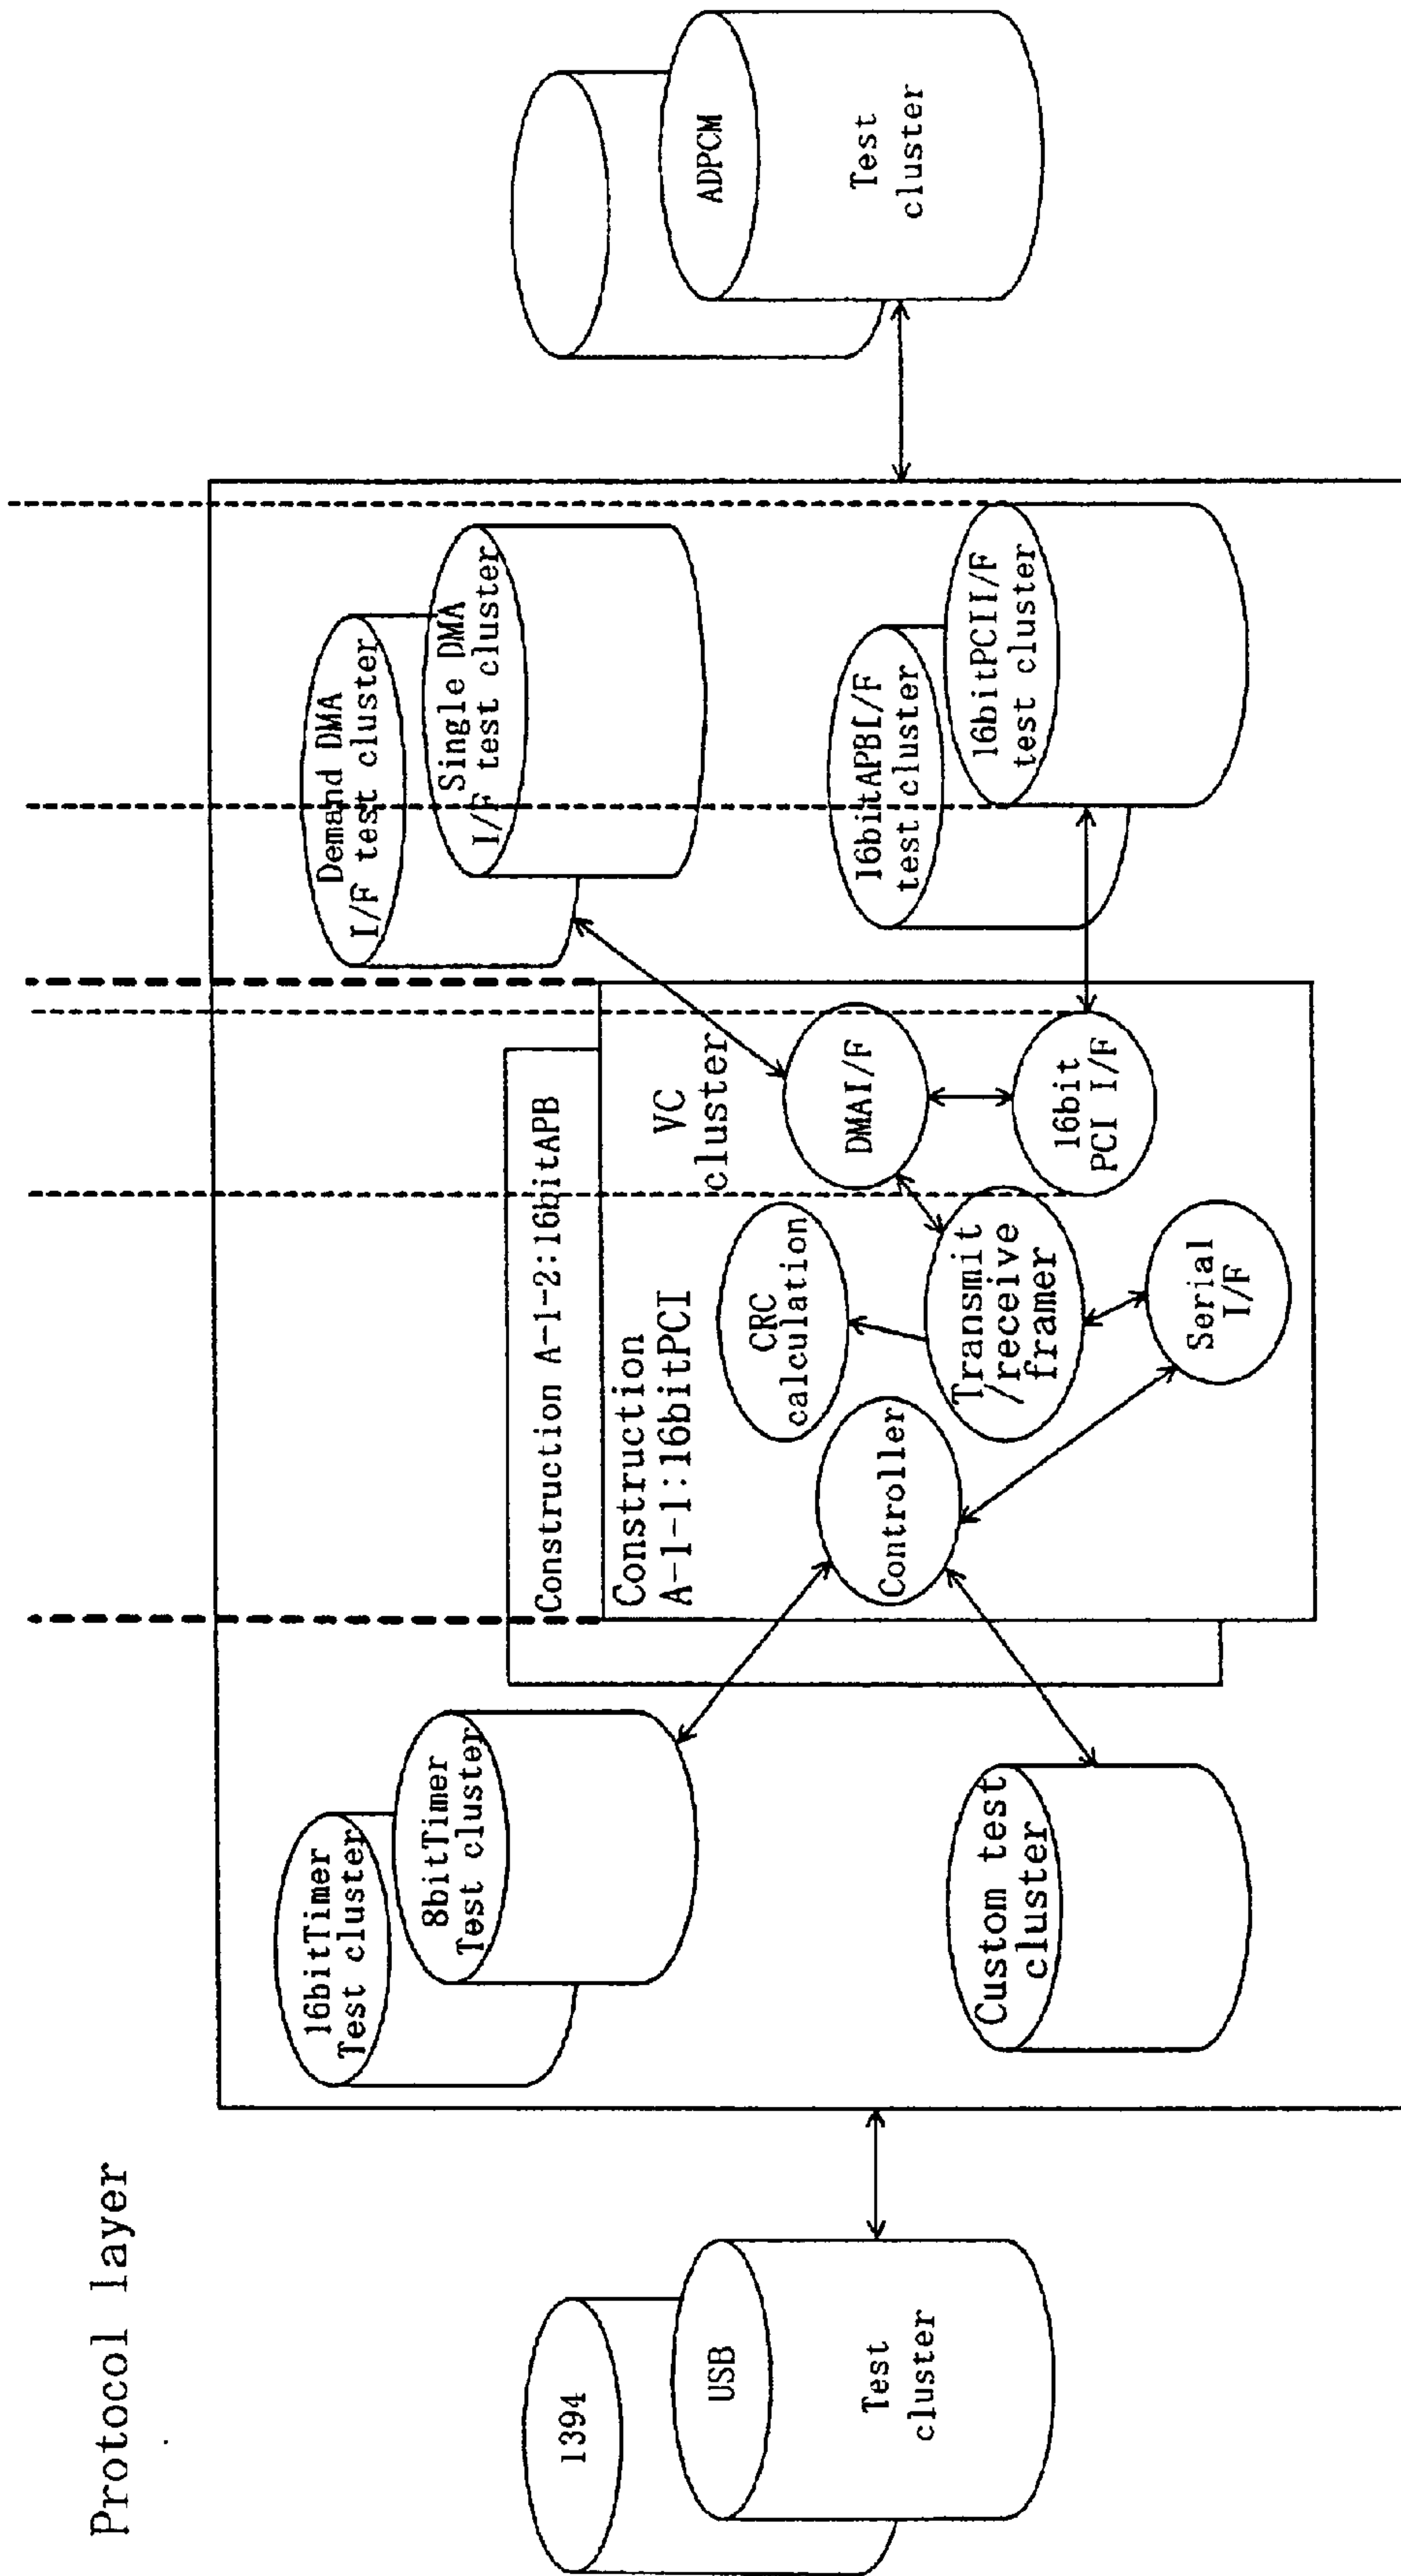 Protocol layer
1394
USB
Test
cluster
16bitTimer
Test cluster
8bitTimer
Test cluster
Custom test
cluster
Construction A-1-2:16bitAPB
Construction
A-1-1:16bitPCI
VC
cluster
CRC
calculation
Controller
Transmit
/receive
framer
Serial
I/F
DMAI/F
16bit
PCI I/F
Demand DMA
I/F test cluster
Single DMA
I/F test cluster
16bitAPBI/F
test cluster
16bitPCII/F
test cluster
ADPCM
Test
cluster